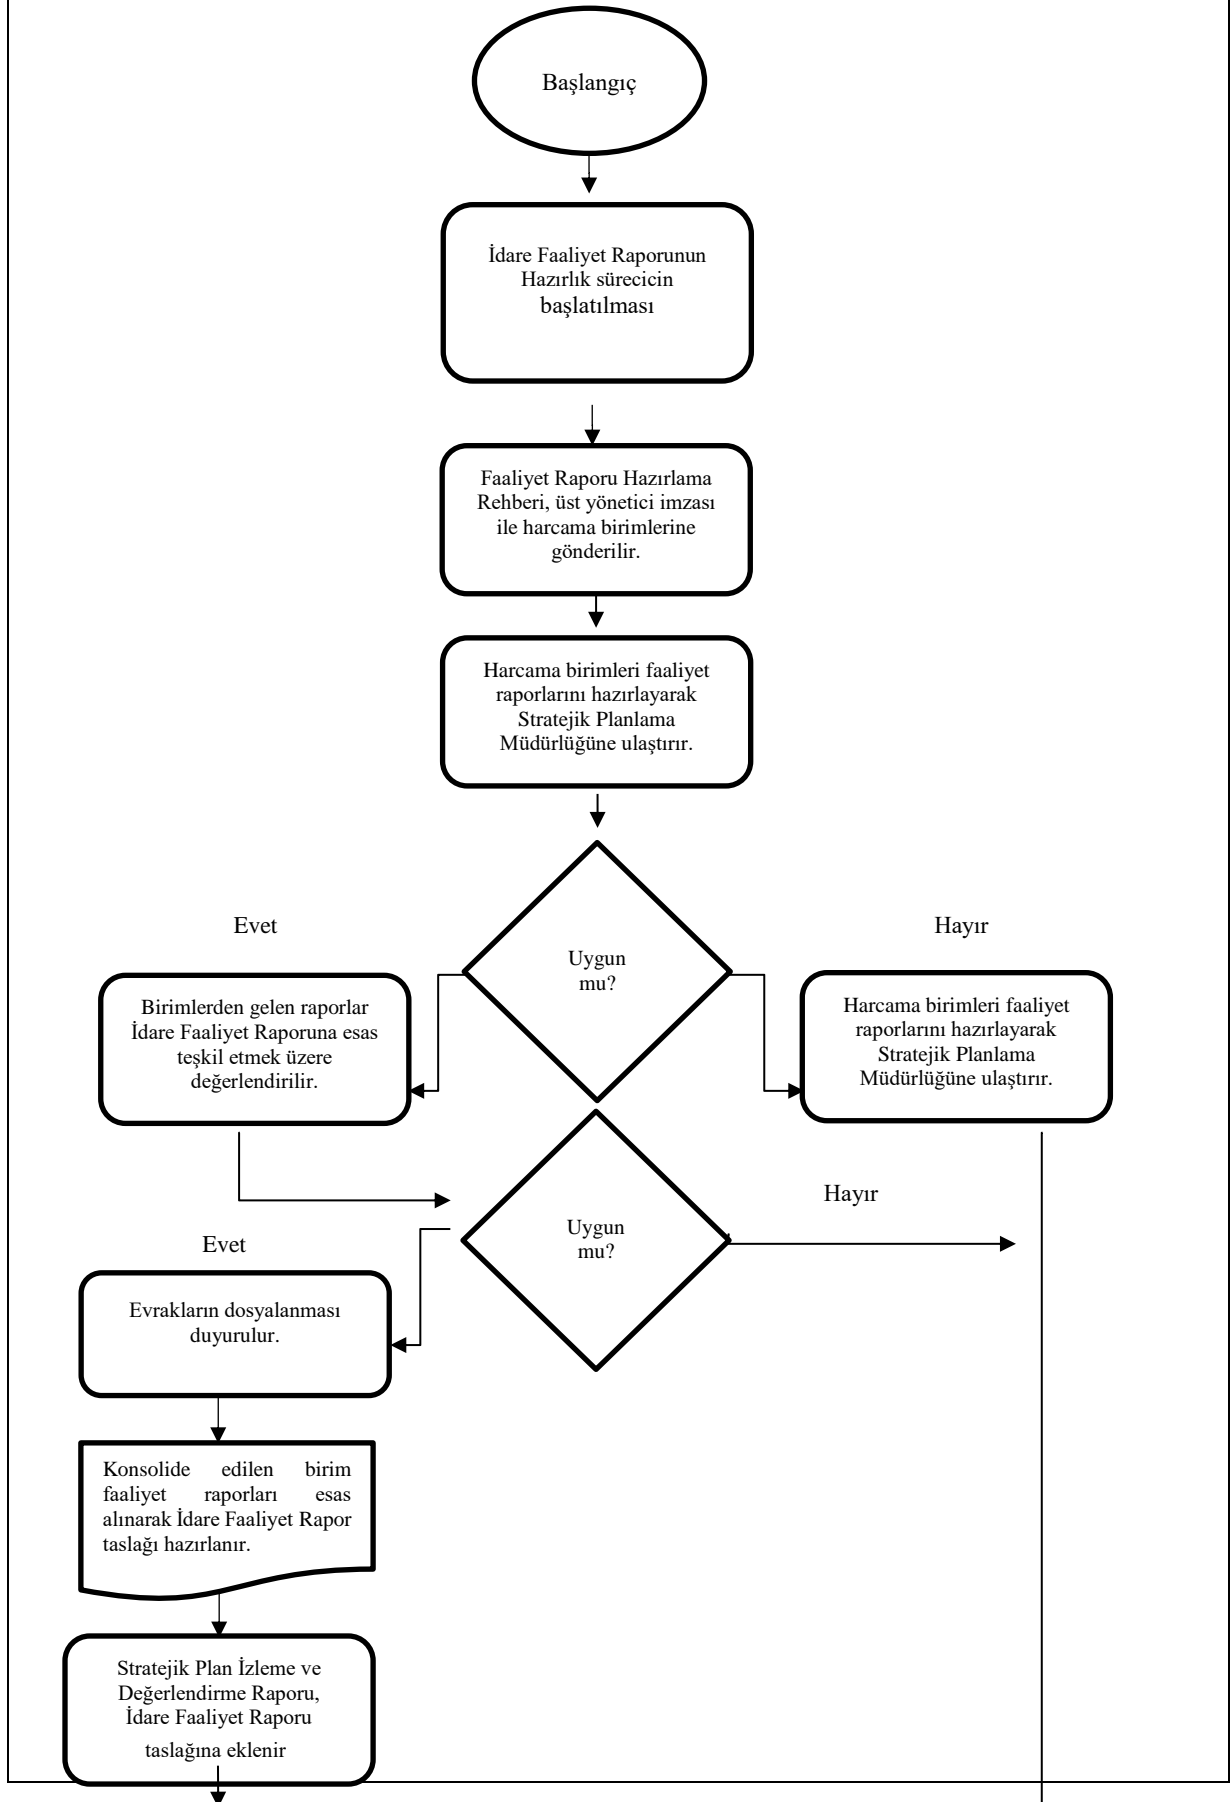 Başlangıç
İdare Faaliyet Raporunun
Hazırlık sürecicin
başlatılması
Faaliyet Raporu Hazırlama
Rehberi, üst yönetici imzası
ile harcama birimlerine
gönderilir.
Harcama birimleri faaliyet
raporlarını hazırlayarak
Stratejik Planlama
Müdürlüğüne ulaştırır.
Evet
Hayır
Uygun
mu?
Birimlerden gelen raporlar
İdare Faaliyet Raporuna esas
teşkil etmek üzere
değerlendirilir.
Harcama birimleri faaliyet
raporlarını hazırlayarak
Stratejik Planlama
Müdürlüğüne ulaştırır.
Hayır
Uygun
mu?
Evet
Evrakların dosyalanması
duyurulur.
Konsolide edilen birim
faaliyet raporları esas
alınarak İdare Faaliyet Rapor
taslağı hazırlanır.
Stratejik Plan İzleme ve
Değerlendirme Raporu,
İdare Faaliyet Raporu
taslağına eklenir